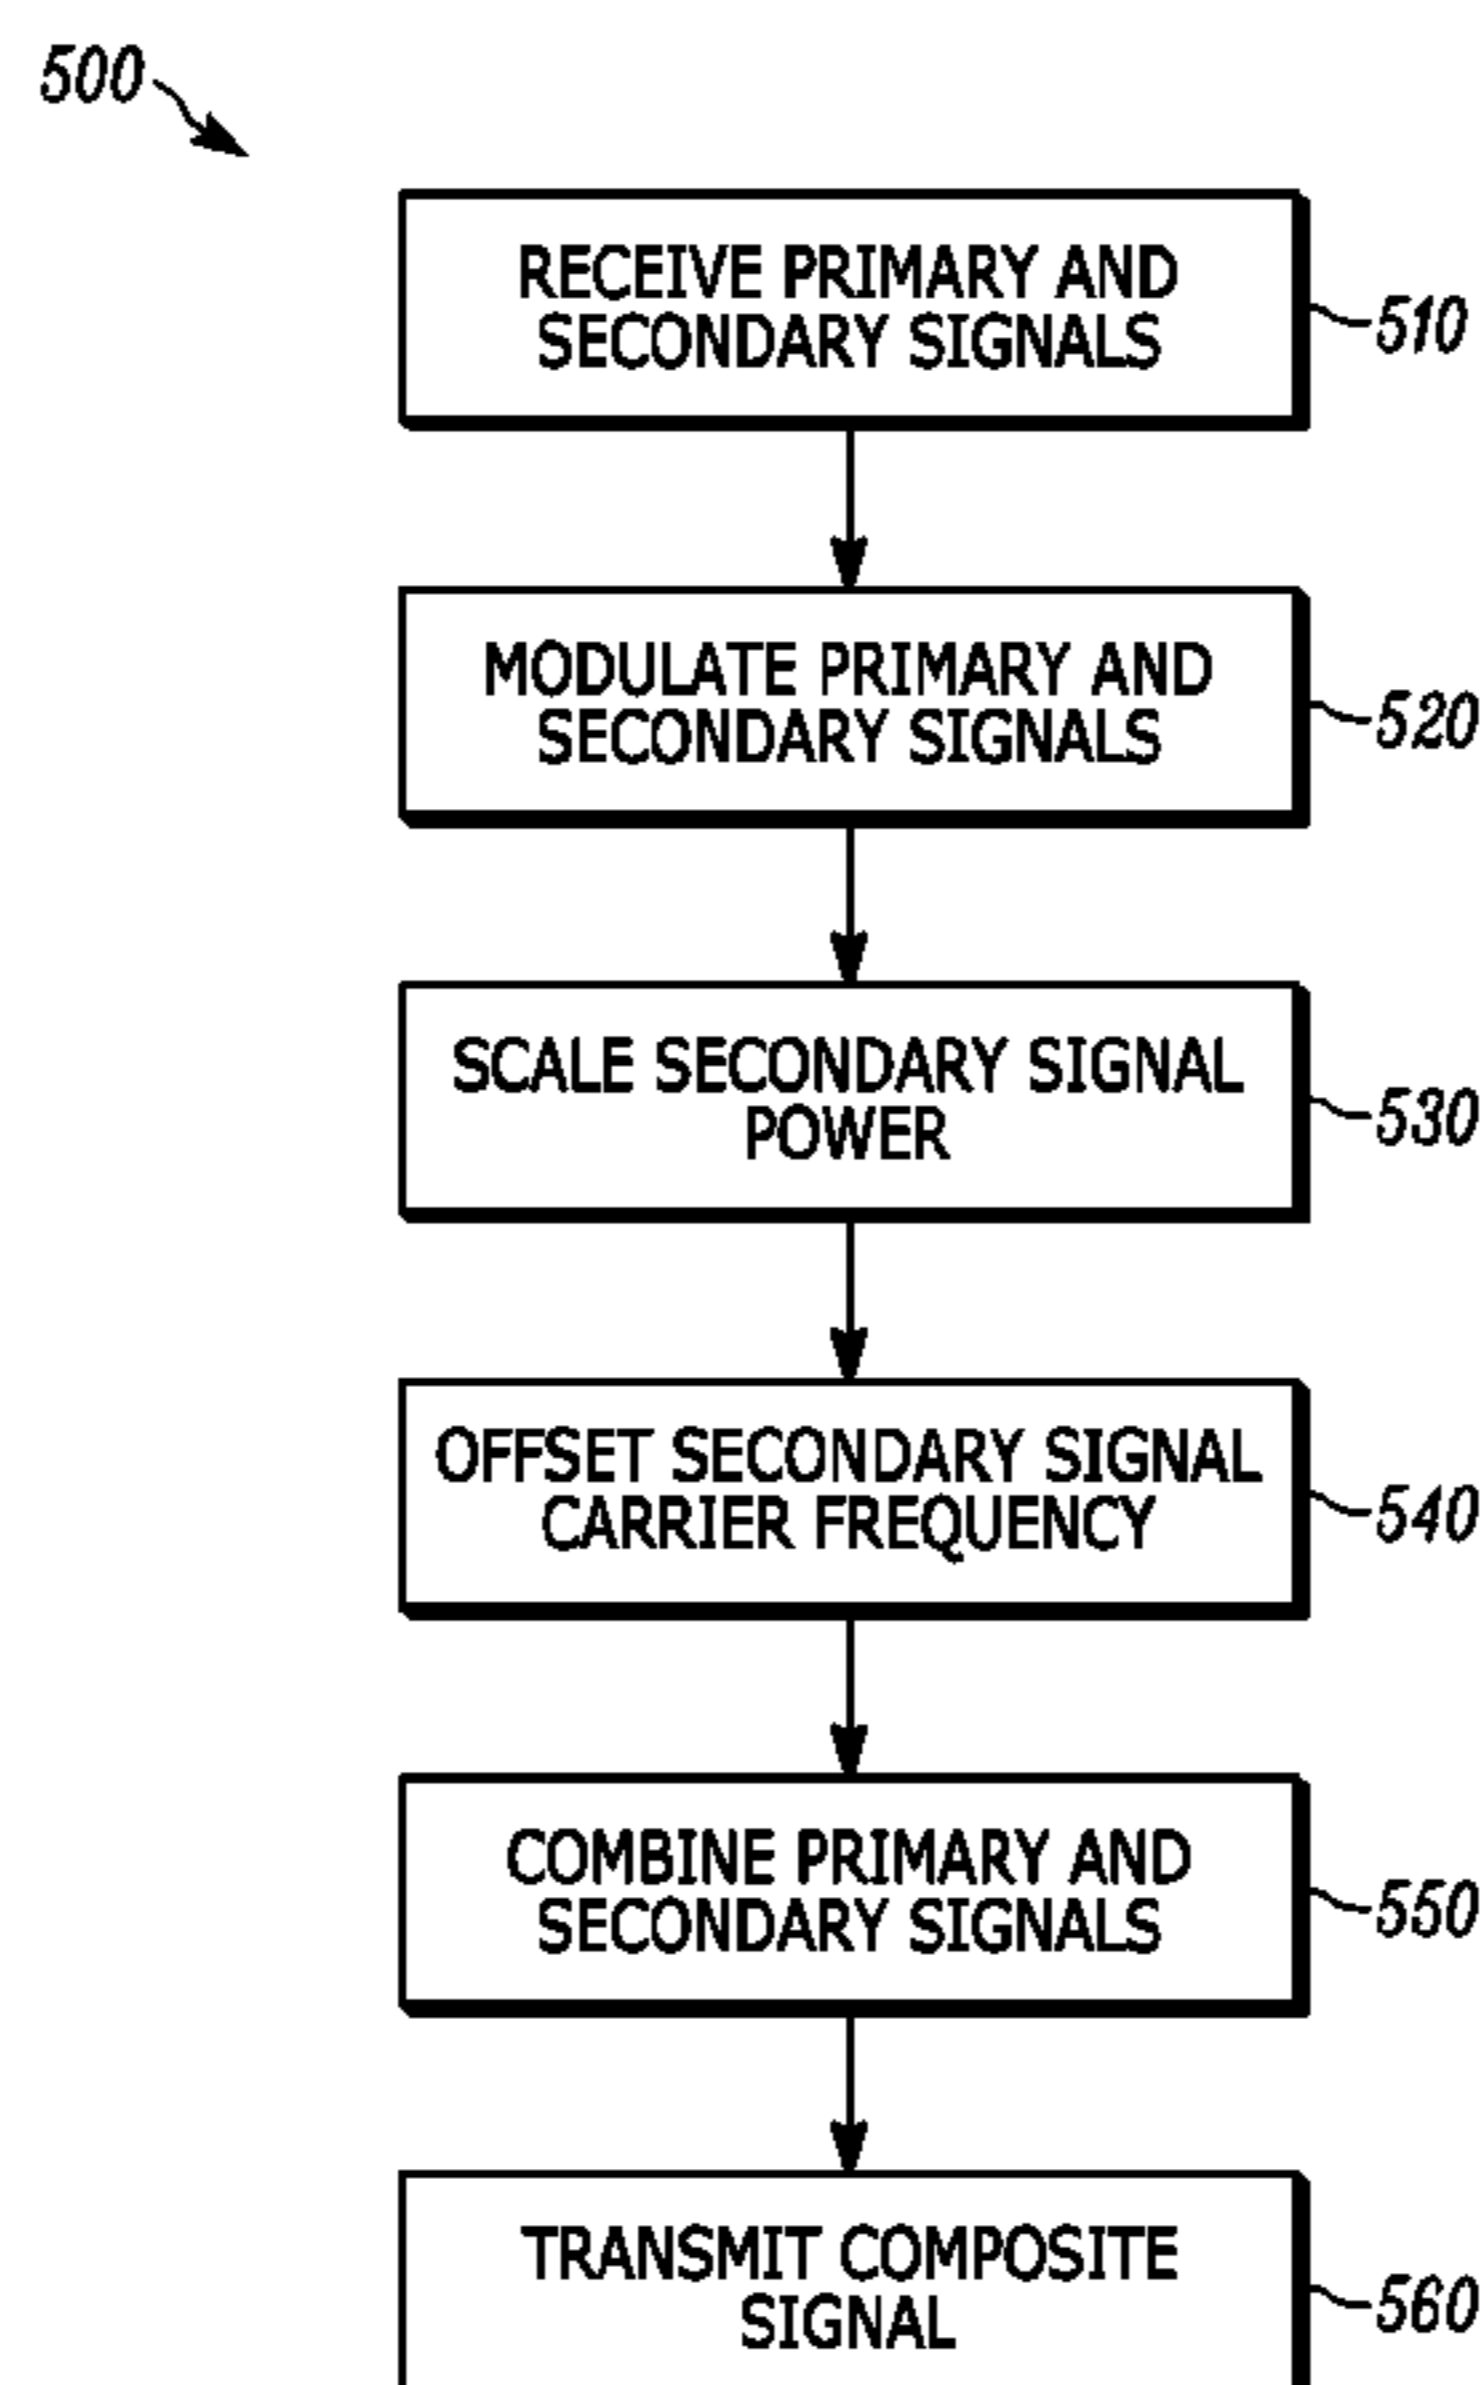 500
RECEIVE PRIMARY AND
SECONDARY SIGNALS
510
MODULATE PRIMARY AND
SECONDARY SIGNALS
520
SCALE SECONDARY SIGNAL
POWER
530
OFFSET SECONDARY SIGNAL
CARRIER FREQUENCY
540
COMBINE PRIMARY AND
SECONDARY SIGNALS
550
TRANSMIT COMPOSITE
SIGNAL
560